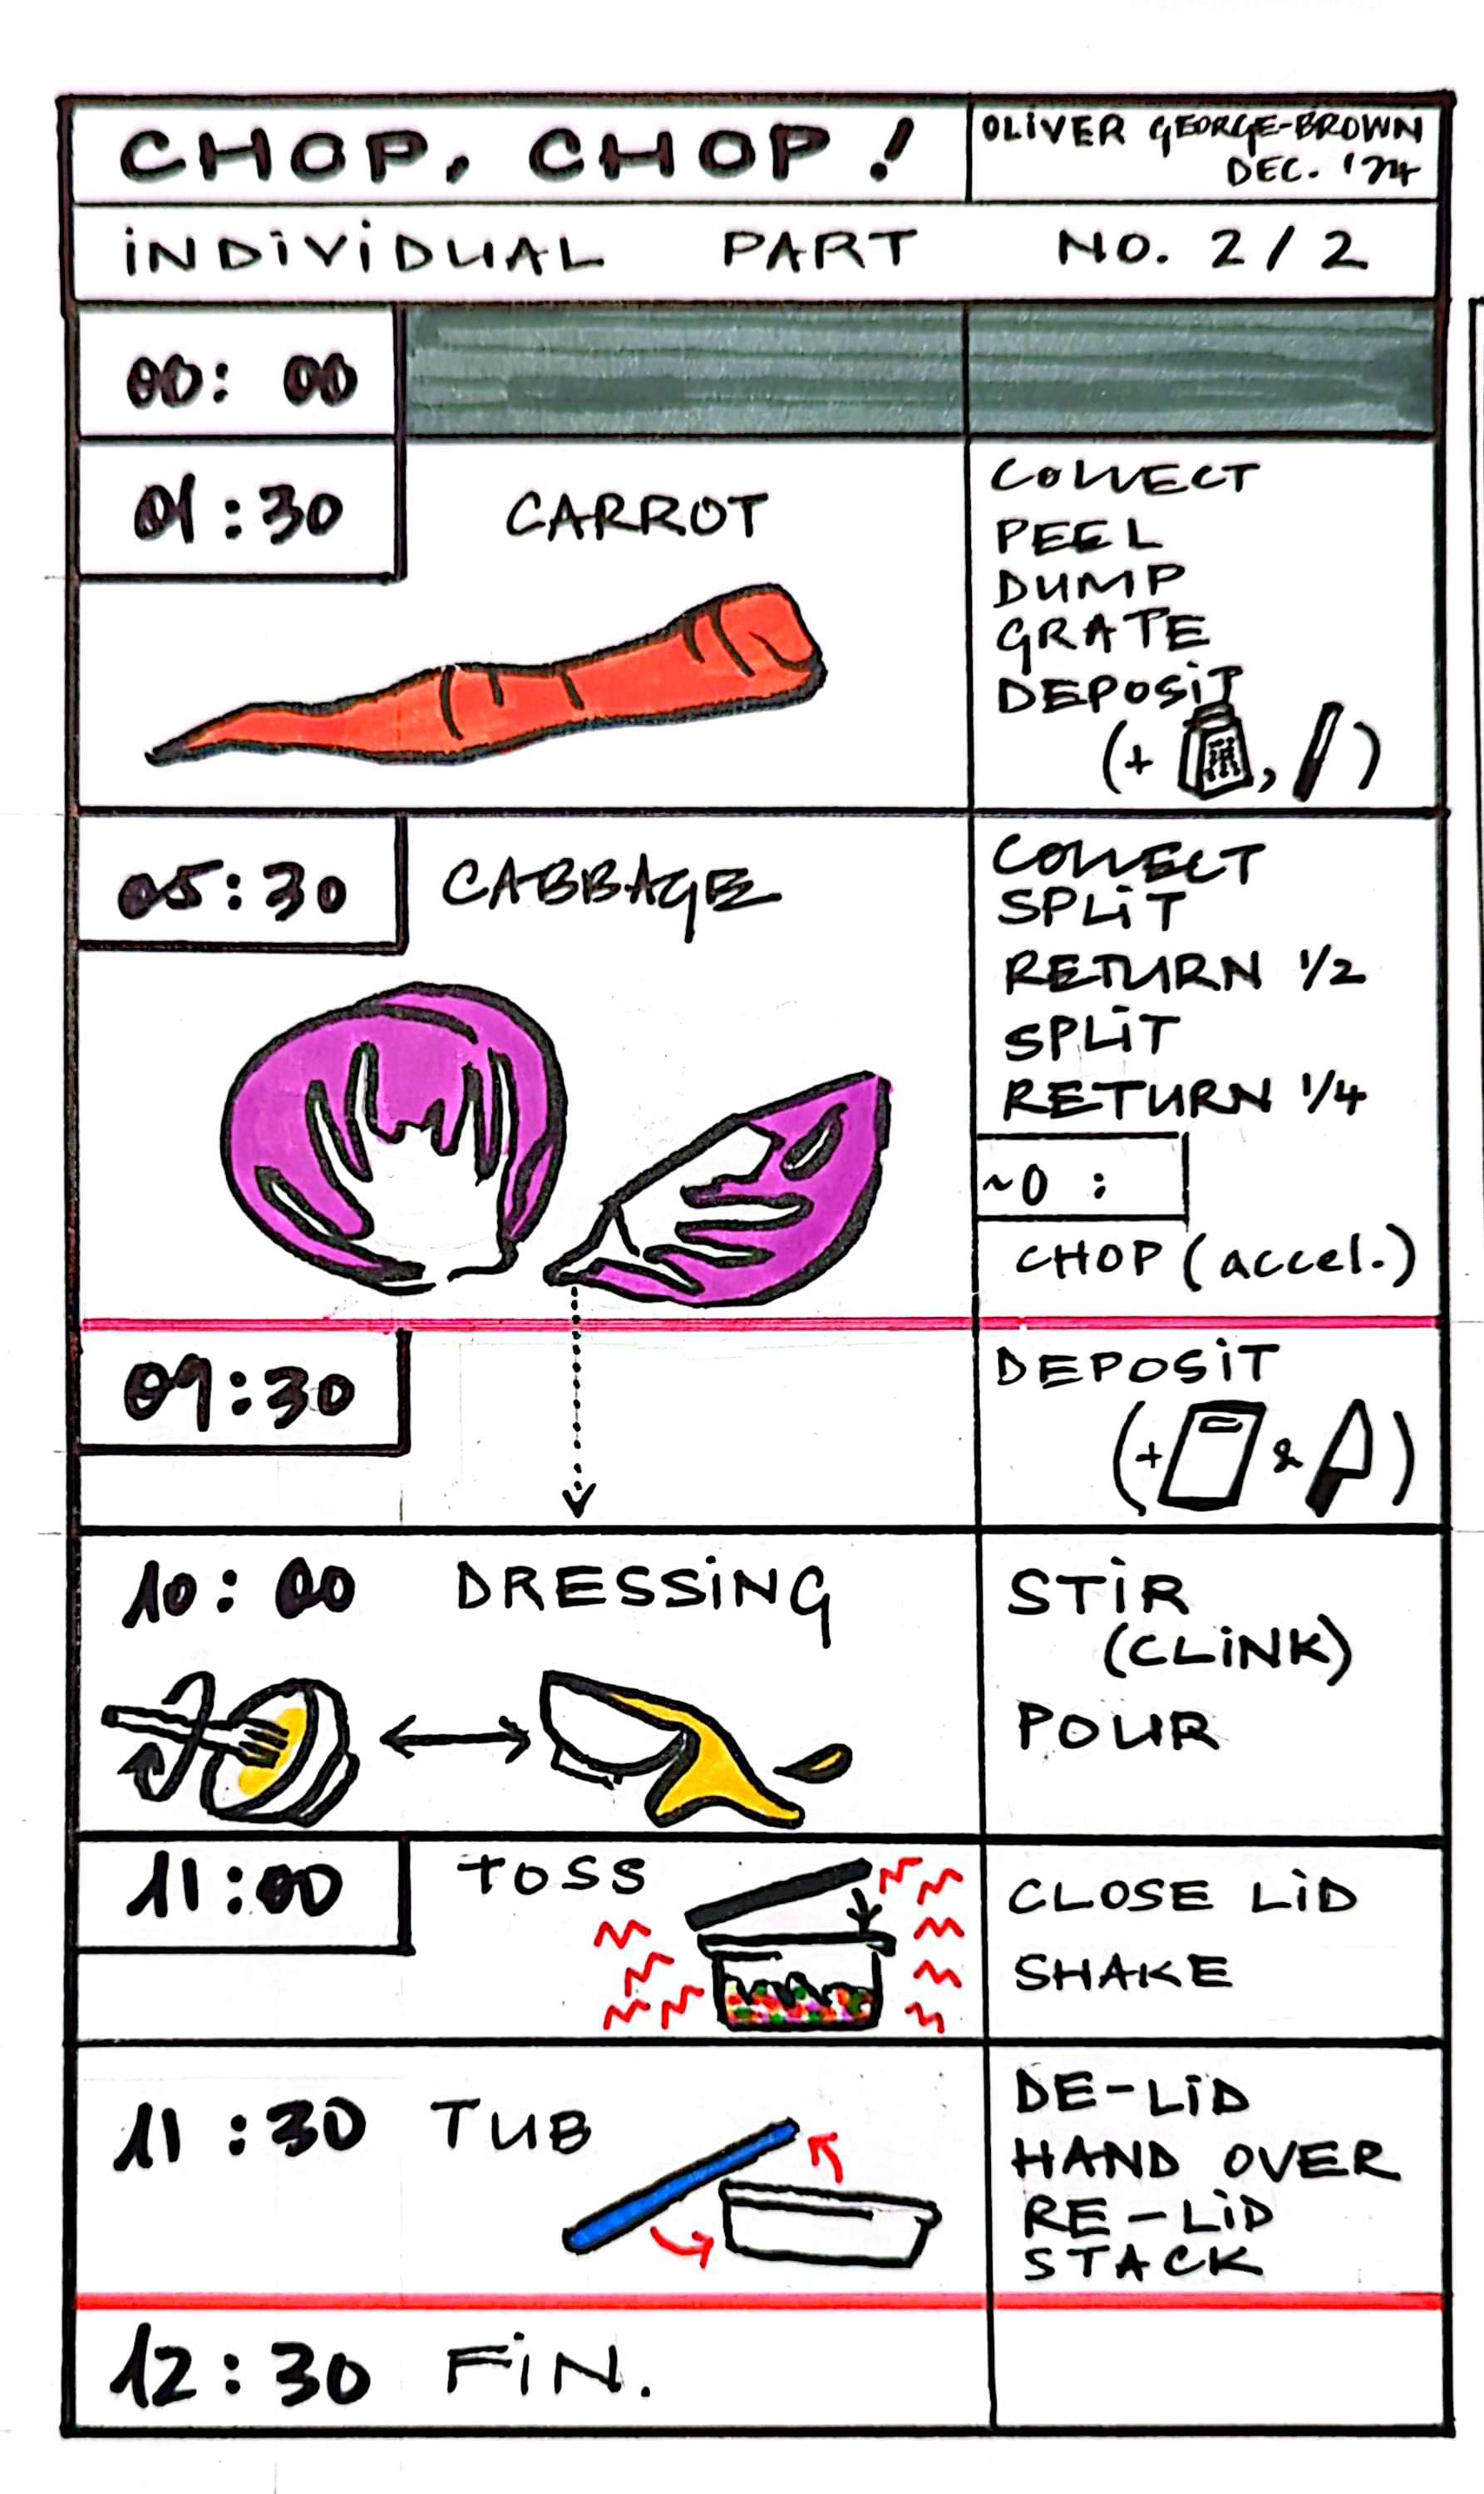 CHOP, CHOP!
OLIVER GEORGE-BROWN
DEC. '24
INDIVIDUAL PART NO. 2/2
00:00
01:30
CARROT
COLLECT
PEEL
DUMP
GRATE
DEPOSIT
(+ , )
05:30
CABBAGE
COLLECT
SPLIT
RETURN 1/2
SPLIT
RETURN 1/4
~0 :
CHOP (accel.)
09:30
DEPOSIT
(+ & )
10:00
DRESSING
STIR
(CLINK)
POUR
11:00
TOSS
CLOSE LID
SHAKE
11:30
TUB
DE-LID
HAND OVER
RE-LID
STACK
12:30
FIN.